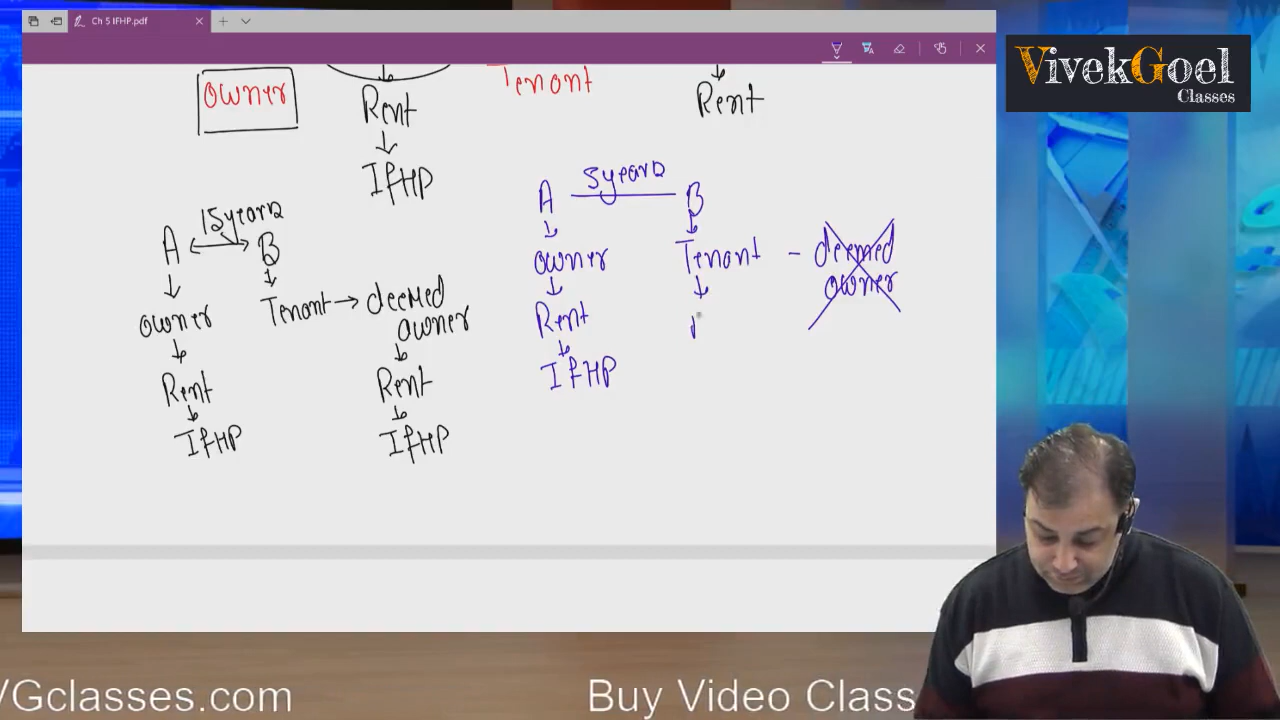 Ch 5 IFHP.pdf
VivekGoel
Classes
Owner
Rent
IfHP
Tenant
Rent
15years
A
B
Owner
Rent
IfHP
Tenant
deemed
owner
Rent
IfHP
5years
A
B
Owner
Rent
IfHP
Tenant - deemed
owner
VGclasses.com
Buy Video Class